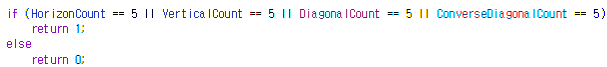 if (HorizonCount == 5 || VerticalCount == 5 || DiagonalCount == 5 || ConverseDiagonalCount == 5)
    return 1;
else
    return 0;